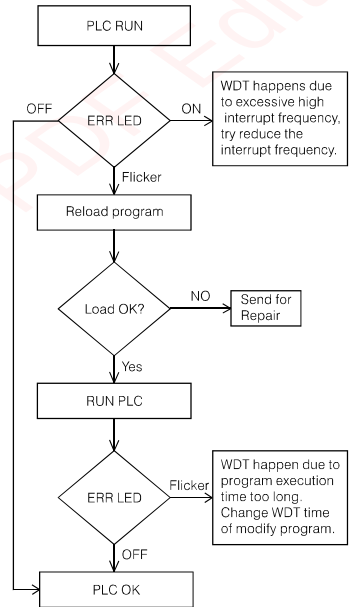 PLC RUN
ERR LED
OFF
ON
WDT happens due
to excessive high
interrupt frequency,
try reduce the
interrupt frequency.
Flicker
Reload program
Load OK?
NO
Send for
Repair
Yes
RUN PLC
ERR LED
Flicker
WDT happen due to
program execution
time too long.
Change WDT time
of modify program.
OFF
PLC OK
PDF Edit